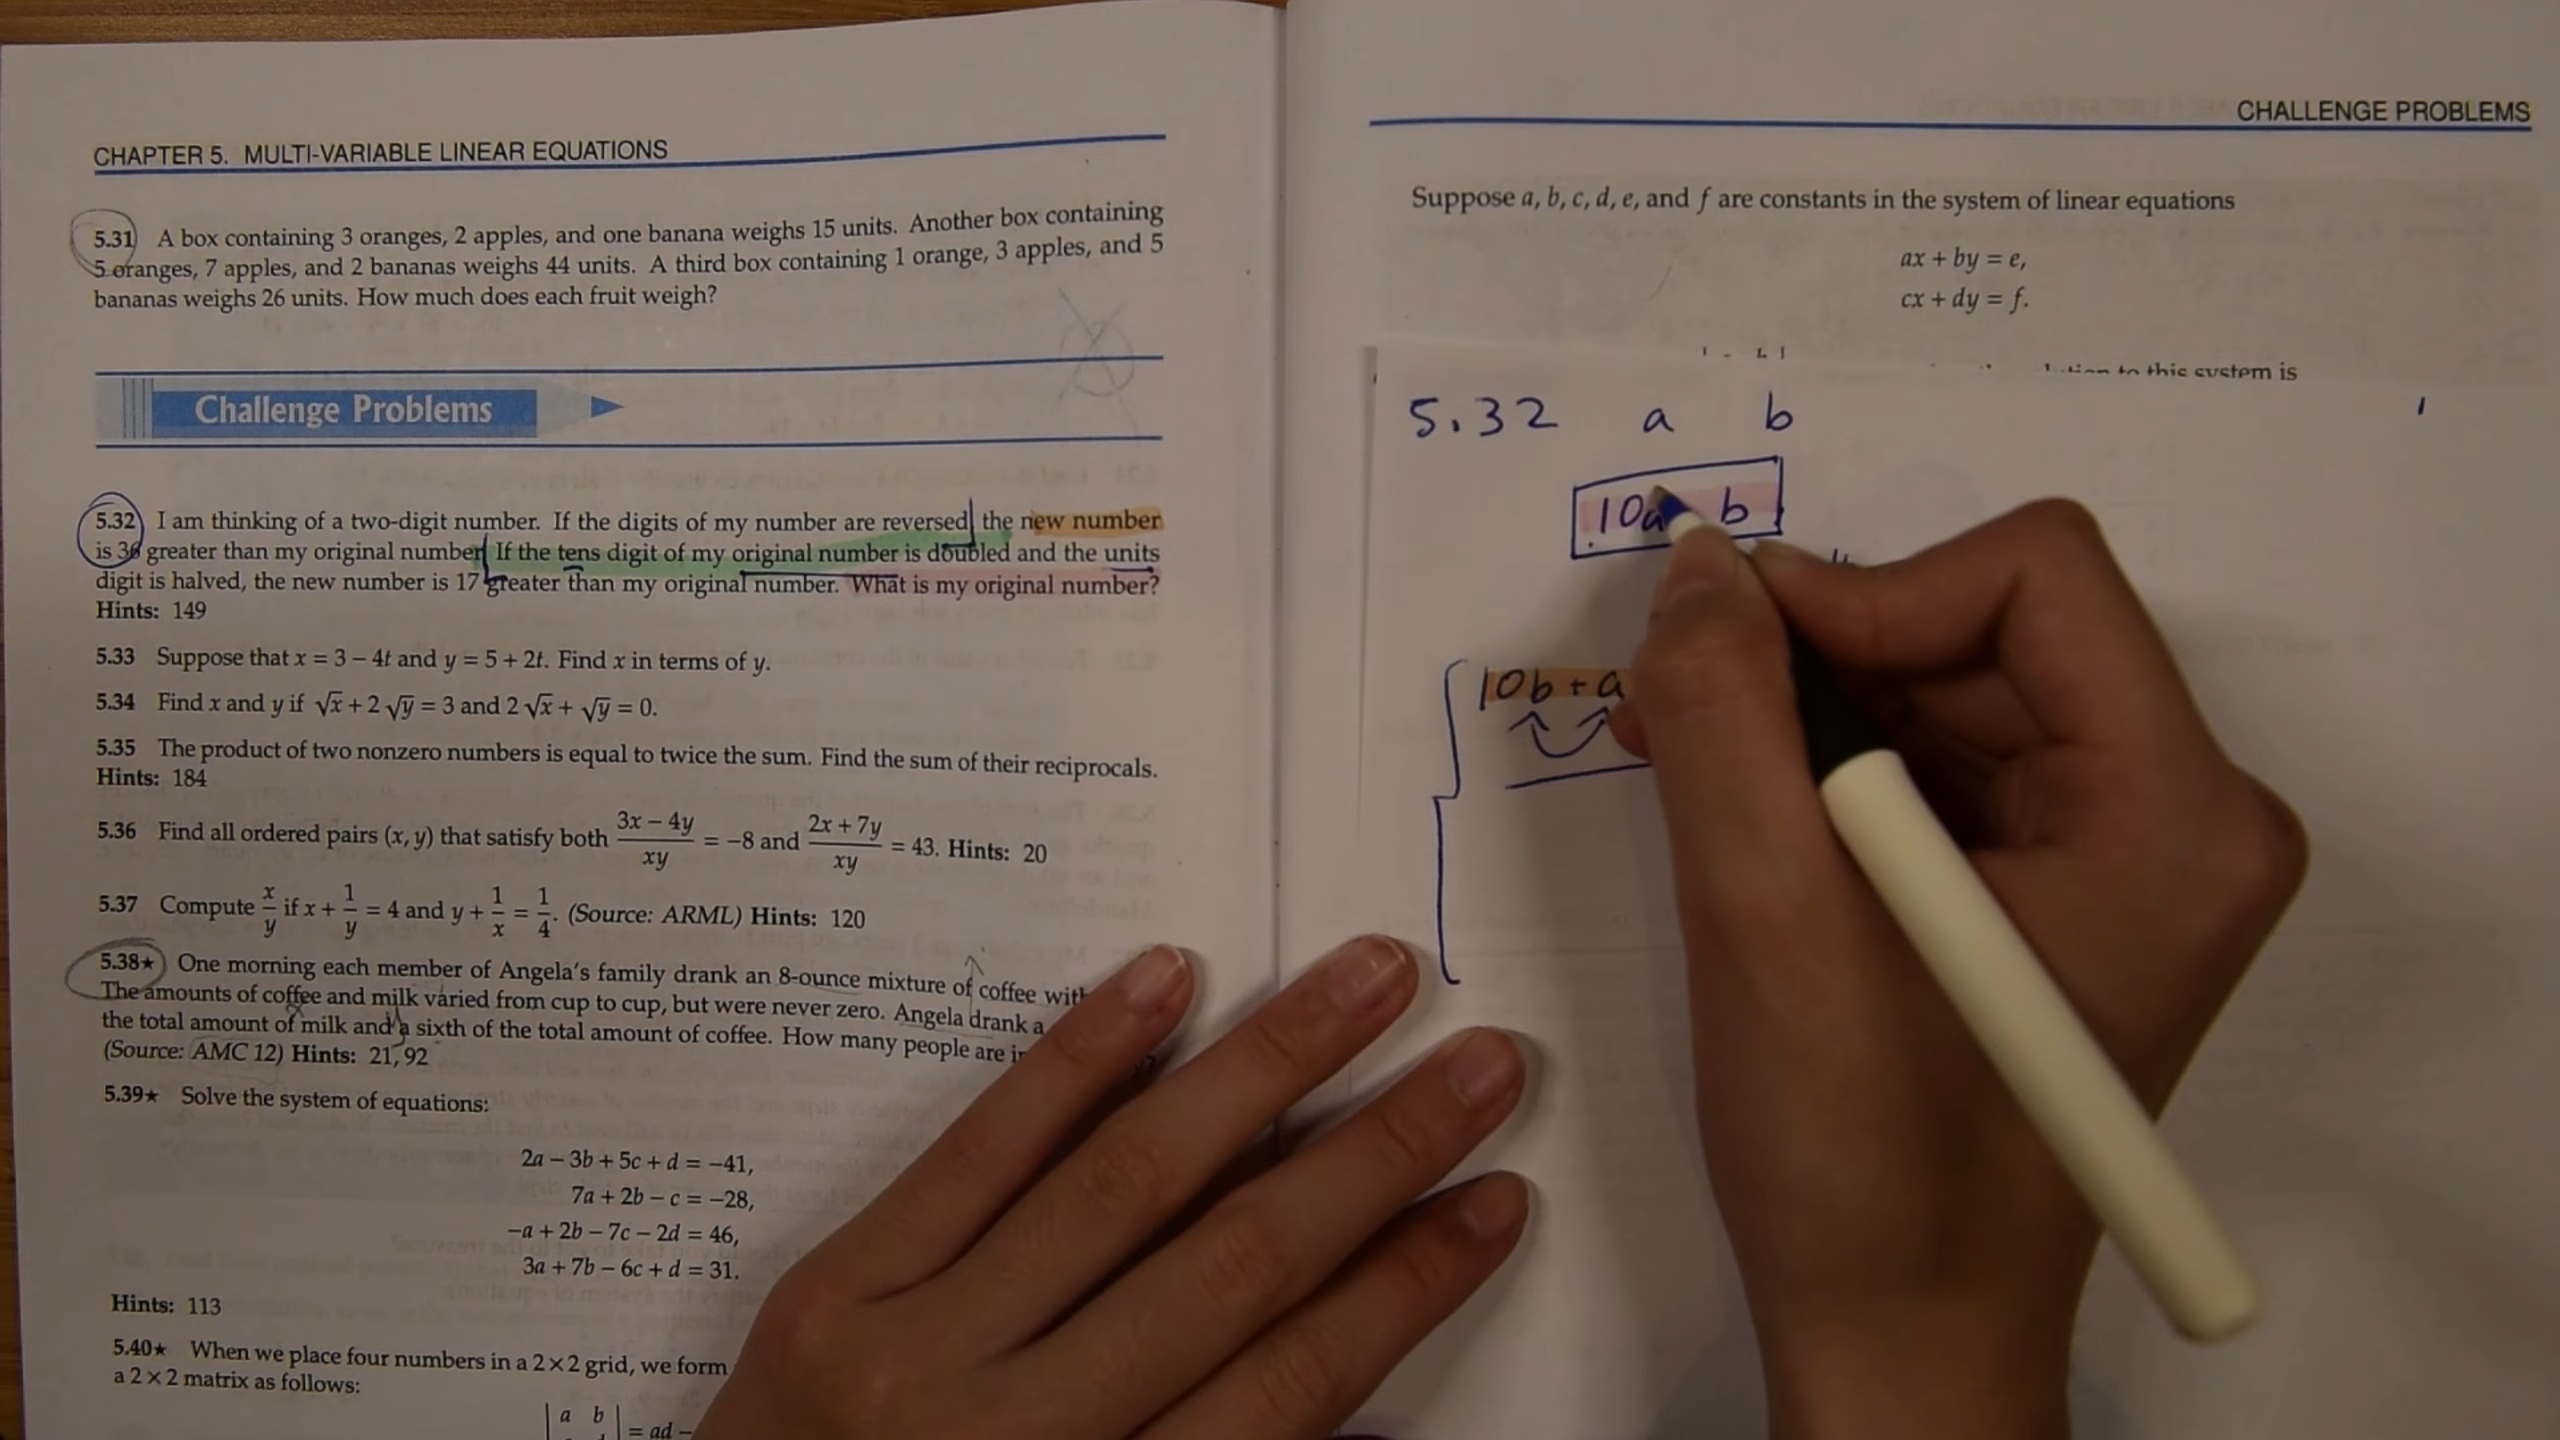 CHAPTER 5. MULTI-VARIABLE LINEAR EQUATIONS
5.31 A box containing 3 oranges, 2 apples, and one banana weighs 15 units. Another box containing
5 oranges, 7 apples, and 2 bananas weighs 44 units. A third box containing 1 orange, 3 apples, and 5
bananas weighs 26 units. How much does each fruit weigh?
Challenge Problems
5.32 I am thinking of a two-digit number. If the digits of my number are reversed, the new number
is 36 greater than my original number. If the tens digit of my original number is doubled and the units
digit is halved, the new number is 17 greater than my original number. What is my original number?
Hints: 149
5.33 Suppose that x = 3 – 4t and y = 5 + 2t. Find x in terms of y.
5.34 Find x and y if √x + 2√y = 3 and 2√x + √y = 0.
5.35 The product of two nonzero numbers is equal to twice the sum. Find the sum of their reciprocals.
Hints: 184
5.36 Find all ordered pairs (x, y) that satisfy both (3x – 4y)/xy = –8 and (2x + 7y)/xy = 43. Hints: 20
5.37 Compute x/y if x + 1/y = 4 and y + 1/x = 1/4. (Source: ARML) Hints: 120
5.38★ One morning each member of Angela's family drank an 8-ounce mixture of coffee with
The amounts of coffee and milk varied from cup to cup, but were never zero. Angela drank a
the total amount of milk and a sixth of the total amount of coffee. How many people are in
(Source: AMC 12) Hints: 21, 92
5.39★ Solve the system of equations:
2a – 3b + 5c + d = –41,
7a + 2b – c = –28,
–a + 2b – 7c – 2d = 46,
3a + 7b – 6c + d = 31.
Hints: 113
5.40★ When we place four numbers in a 2 × 2 grid, we form
a 2 × 2 matrix as follows:
a b
= ad –
CHALLENGE PROBLEMS
Suppose a, b, c, d, e, and f are constants in the system of linear equations
ax + by = e,
cx + dy = f.
to this system is
5.32 a b
10a b
10b + a